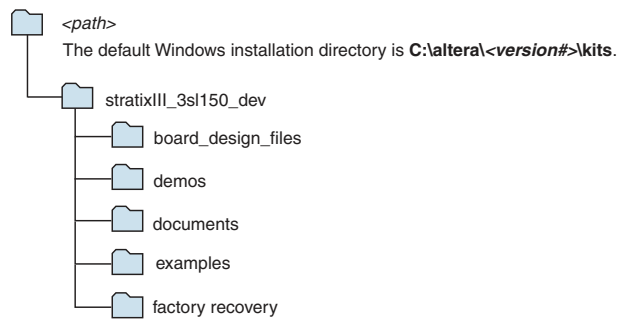 <path>
The default Windows installation directory is C:\altera\<version#>\kits.
stratixIII_3sl150_dev
board_design_files
demos
documents
examples
factory recovery